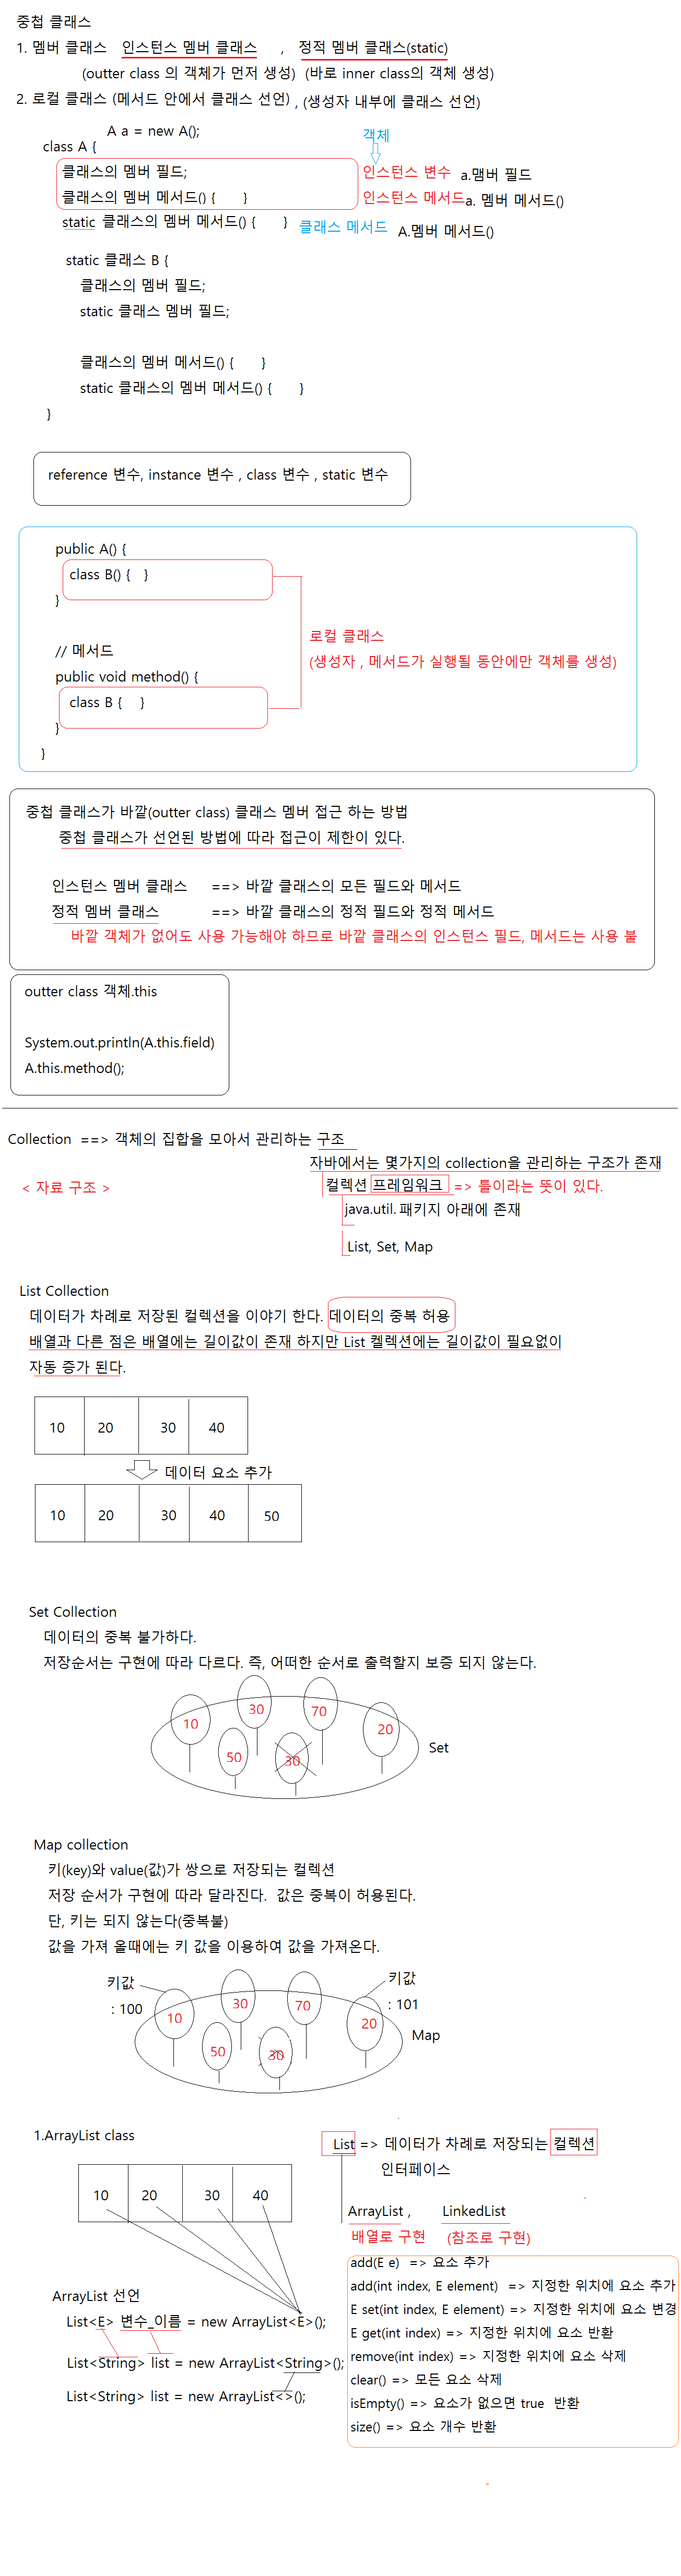 중첩 클래스
1. 멤버 클래스 인스턴스 멤버 클래스 , 정적 멤버 클래스(static)
(outter class 의 객체가 먼저 생성) (바로 inner class의 객체 생성)
2. 로컬 클래스 (메서드 안에서 클래스 선언) , (생성자 내부에 클래스 선언)
A a = new A();
객체
class A {
클래스의 멤버 필드; 인스턴스 변수 a.맴버 필드
클래스의 멤버 메서드() { } 인스턴스 메서드 a. 멤버 메서드()
static 클래스의 멤버 메서드() { } 클래스 메서드 A.멤버 메서드()
static 클래스 B {
클래스의 멤버 필드;
static 클래스 멤버 필드;
클래스의 멤버 메서드() { }
static 클래스의 멤버 메서드() { }
}
reference 변수, instance 변수 , class 변수 , static 변수
public A() {
class B() { }
}
로컬 클래스
// 메서드
(생성자 , 메서드가 실행될 동안에만 객체를 생성)
public void method() {
class B { }
}
}
중첩 클래스가 바깥(outter class) 클래스 멤버 접근 하는 방법
중첩 클래스가 선언된 방법에 따라 접근이 제한이 있다.
인스턴스 멤버 클래스 ==> 바깥 클래스의 모든 필드와 메서드
정적 멤버 클래스 ==> 바깥 클래스의 정적 필드와 정적 메서드
바깥 객체가 없어도 사용 가능해야 하므로 바깥 클래스의 인스턴스 필드, 메서드는 사용 불
outter class 객체.this
System.out.println(A.this.field)
A.this.method();
Collection ==> 객체의 집합을 모아서 관리하는 구조
자바에서는 몇가지의 collection을 관리하는 구조가 존재
< 자료 구조 >
컬렉션 프레임워크 => 틀이라는 뜻이 있다.
java.util. 패키지 아래에 존재
List, Set, Map
List Collection
데이터가 차례로 저장된 컬렉션을 이야기 한다. 데이터의 중복 허용
배열과 다른 점은 배열에는 길이값이 존재 하지만 List 켈렉션에는 길이값이 필요없이
자동 증가 된다.
10 20 30 40
데이터 요소 추가
10 20 30 40 50
Set Collection
데이터의 중복 불가하다.
저장순서는 구현에 따라 다르다. 즉, 어떠한 순서로 출력할지 보증 되지 않는다.
10 30 70 20
50 30
Set
Map collection
키(key)와 value(값)가 쌍으로 저장되는 컬렉션
저장 순서가 구현에 따라 달라진다. 값은 중복이 허용된다.
단, 키는 되지 않는다(중복불)
값을 가져 올때에는 키 값을 이용하여 값을 가져온다.
키값 키값
: 100 : 101
10 30 70 20
50 30
Map
1.ArrayList class
List => 데이터가 차례로 저장되는 컬렉션
인터페이스
10 20 30 40
ArrayList , LinkedList
배열로 구현 (참조로 구현)
add(E e) => 요소 추가
add(int index, E element) => 지정한 위치에 요소 추가
E set(int index, E element) => 지정한 위치에 요소 변경
E get(int index) => 지정한 위치에 요소 반환
remove(int index) => 지정한 위치에 요소 삭제
clear() => 모든 요소 삭제
isEmpty() => 요소가 없으면 true 반환
size() => 요소 개수 반환
ArrayList 선언
List<E> 변수_이름 = new ArrayList<E>();
List<String> list = new ArrayList<String>();
List<String> list = new ArrayList<>();